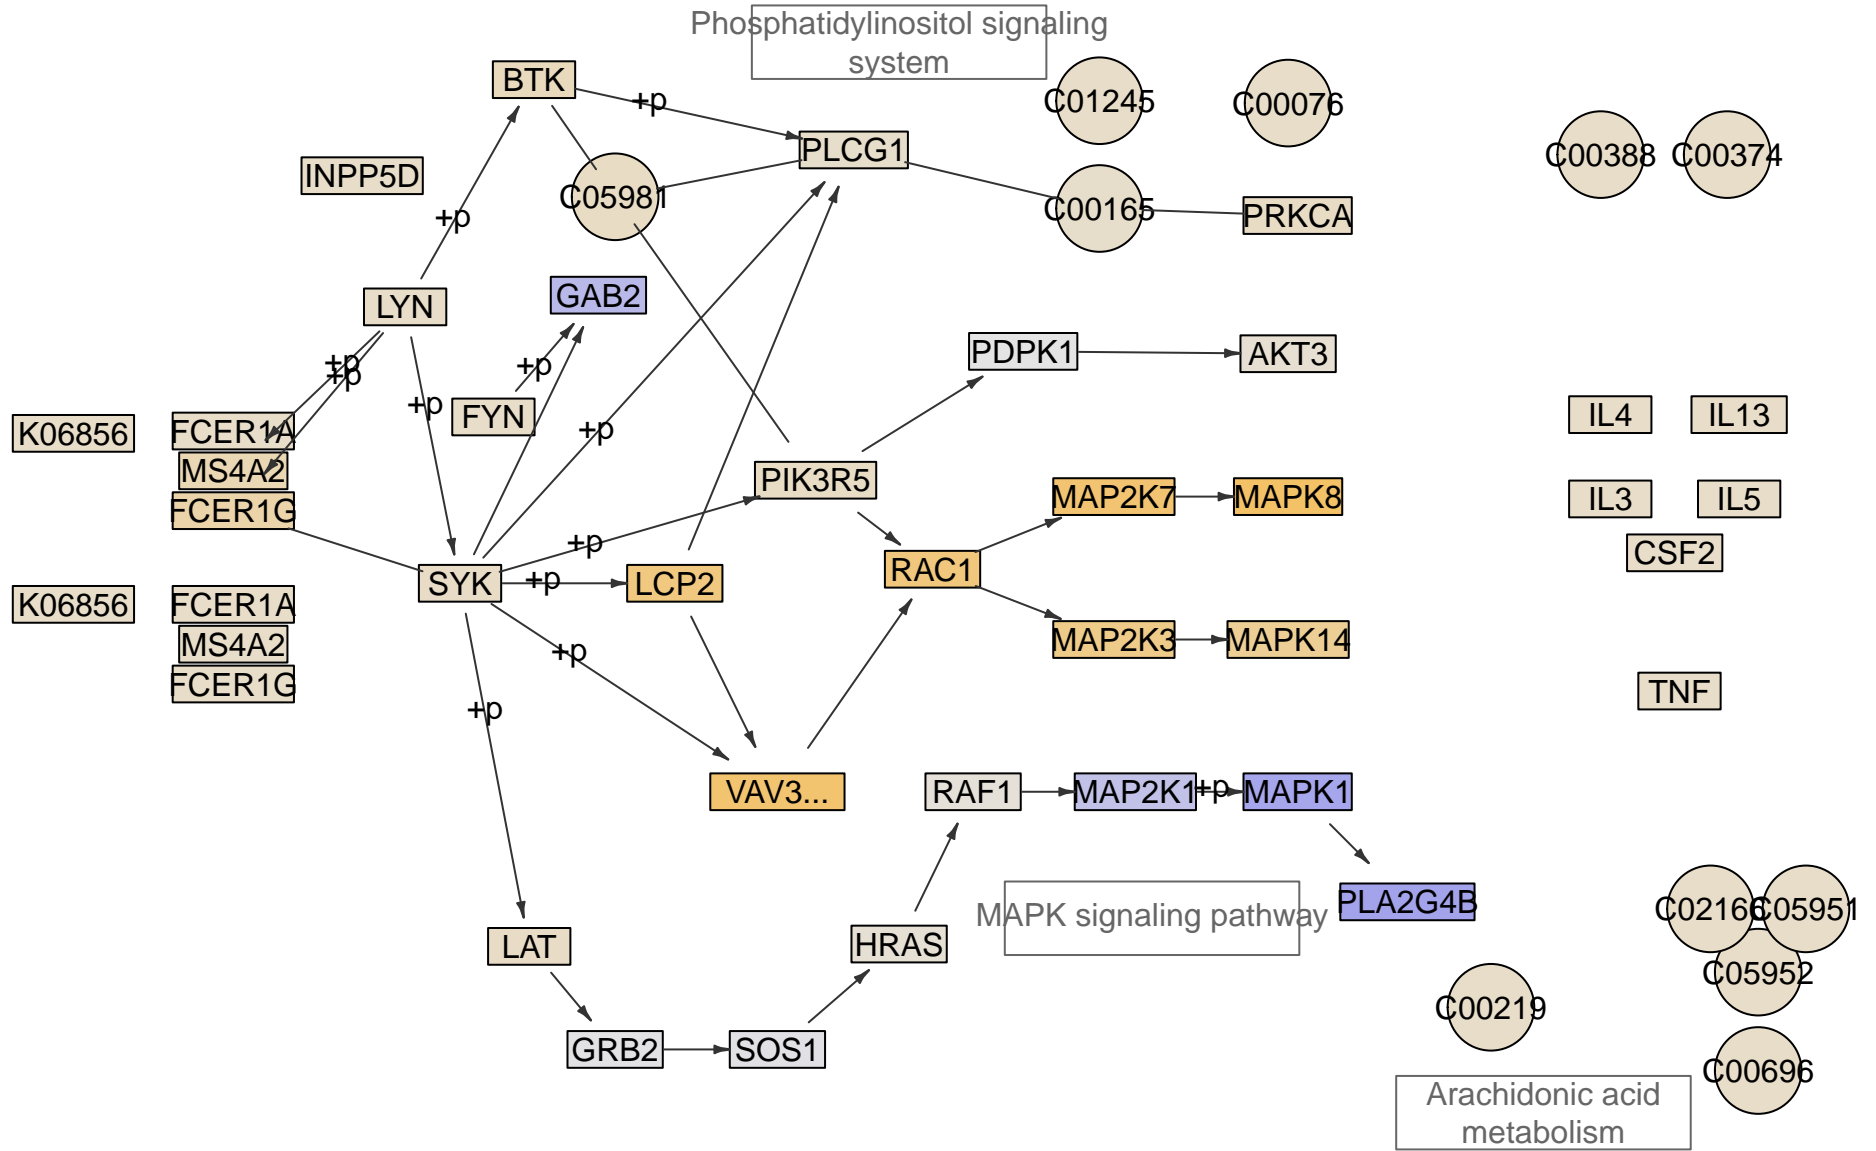 Phosphatidylinositol signaling
system
BTK
+p
C01245
C00076
PLCG1
C00388
C00374
INPP5D
C05981
C00165
PRKCA
+p
LYN
GAB2
+p
+p
+p
PDPK1
AKT3
+p
FYN
K06856
FCER1A
+p
IL4
IL13
MS4A2
PIK3R5
FCER1G
MAP2K7
MAPK8
IL3
IL5
+p
CSF2
SYK
+p
LCP2
RAC1
K06856
FCER1A
MS4A2
+p
MAP2K3
MAPK14
FCER1G
TNF
+p
VAV3...
RAF1
MAP2K1
+p
MAPK1
MAPK signaling pathway
PLA2G4B
C02166
C05951
LAT
HRAS
C05952
C00219
GRB2
SOS1
C00696
Arachidonic acid
metabolism